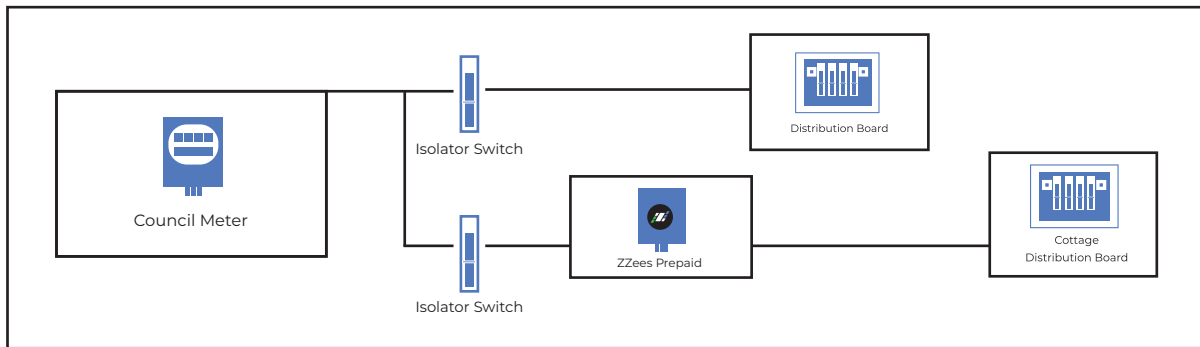 Distribution Board
Isolator Switch
Council Meter
Cottage
Distribution Board
ZZees Prepaid
Isolator Switch